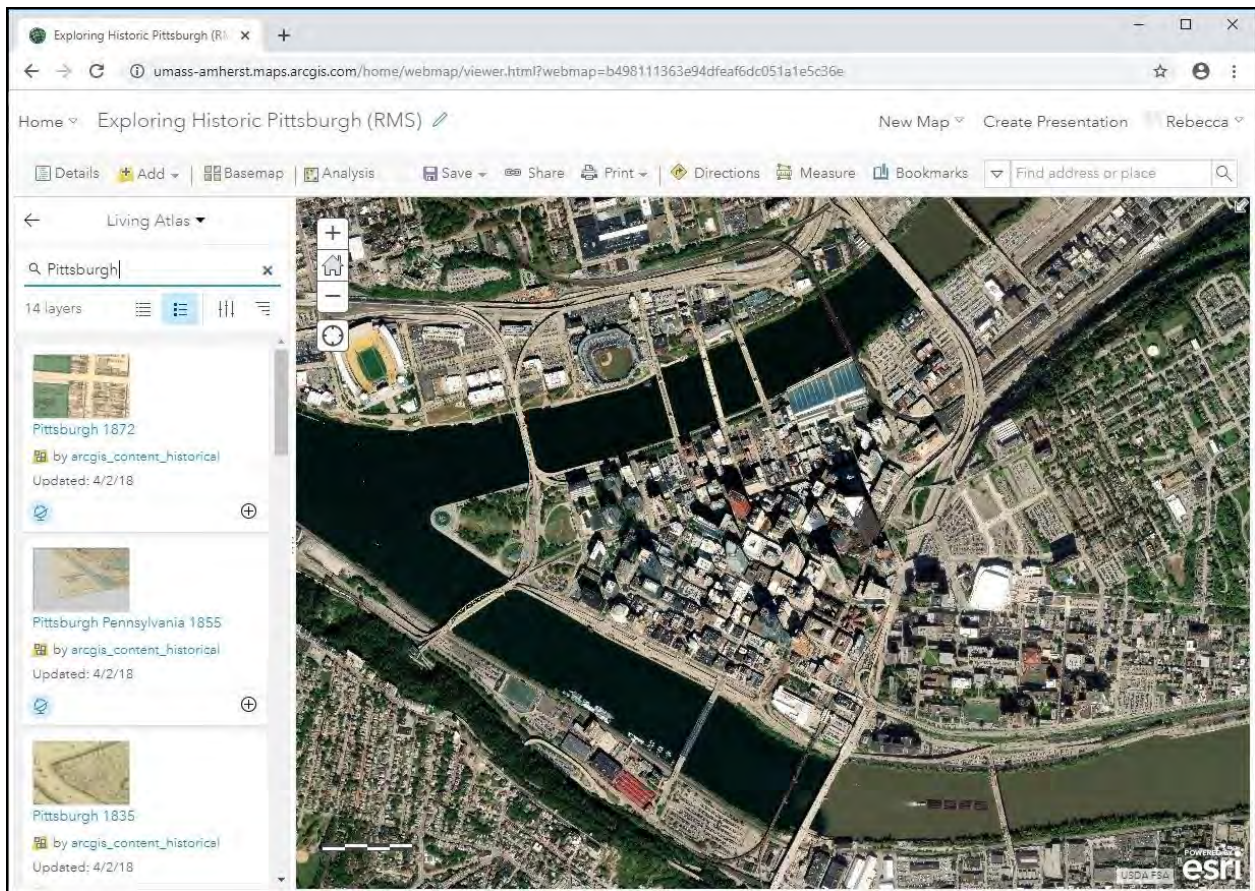 Exploring Historic Pittsburgh (R
umass-amherst.maps.arcgis.com/home/webmap/viewer.html?webmap=b498111363e94dfeaf6dc051a1e5c36e
Home Exploring Historic Pittsburgh (RMS) New Map Create Presentation Rebecca
Details Add Basemap Analysis Save Share Print Directions Measure Bookmarks Find address or place
Living Atlas
Pittsburgh
14 layers
Pittsburgh 1872
by arcgis_content_historical
Updated: 4/2/18
Pittsburgh Pennsylvania 1855
by arcgis_content_historical
Updated: 4/2/18
Pittsburgh 1835
by arcgis_content_historical
Updated: 4/2/18
USDA FSA
POWERED BY
esri